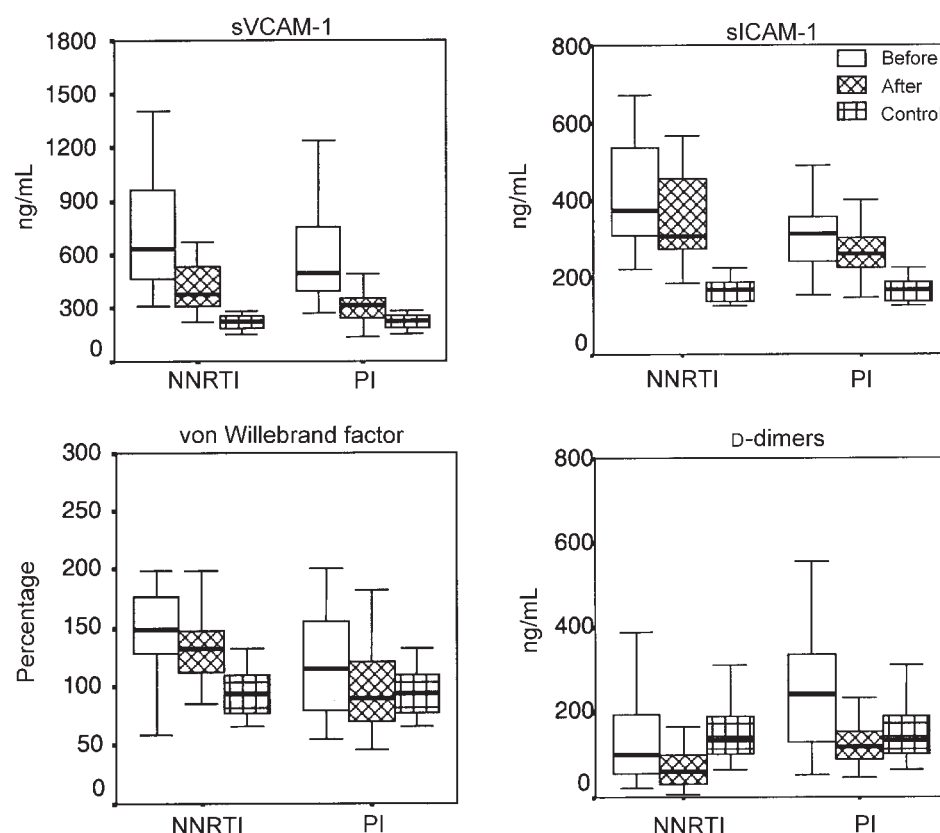 sVCAM-1
1800
1500
1200
900
600
300
0
ng/mL
NNRTI PI
sICAM-1
800
600
400
200
0
ng/mL
Before
After
Control
NNRTI PI
von Willebrand factor
300
250
200
150
100
50
0
Percentage
NNRTI PI
D-dimers
800
600
400
200
0
ng/mL
NNRTI PI